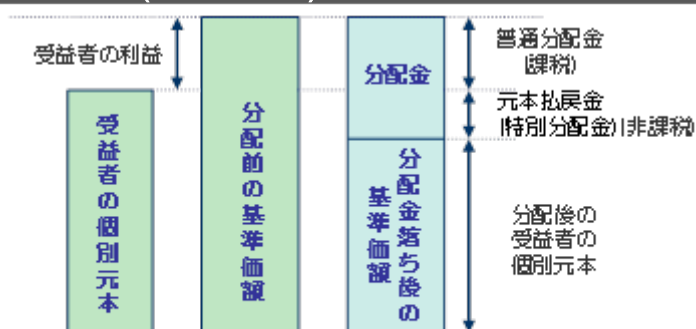 受益者の利益
受益者の個別元本
分配前の基準価額
分配金
分配金落ち後の
基準価額
普通分配金
(課税)
元本払戻金
(特別分配金)(非課税)
分配後の
受益者の
個別元本